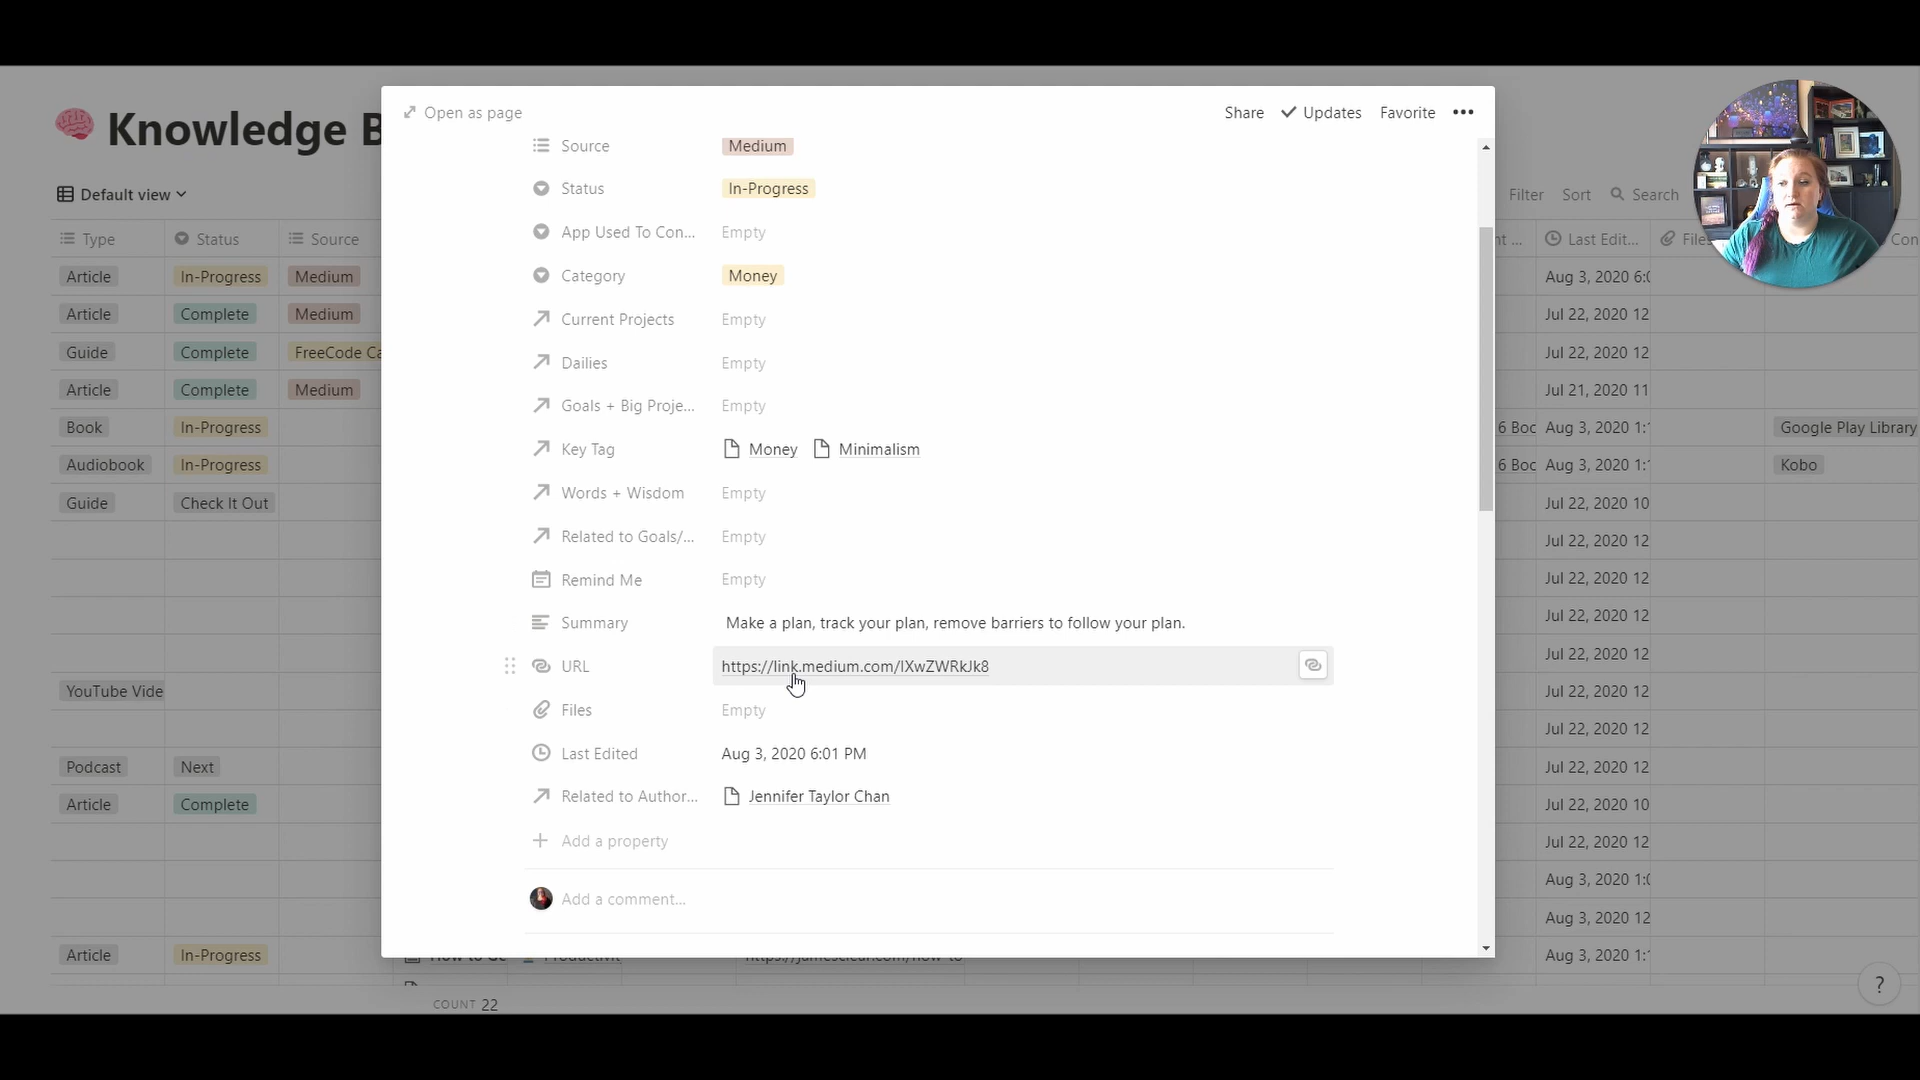 Open as page
Share
Updates
Favorite
•••
Knowledge B
Default view
Filter
Sort
Search
Type
Status
Source
Last Edit...
Article
In-Progress
Medium
Aug 3, 2020 6:0
Article
Complete
Medium
Jul 22, 2020 12
Guide
Complete
FreeCode Ca
Jul 22, 2020 12
Article
Complete
Medium
Jul 21, 2020 11
Book
In-Progress
Aug 3, 2020 1:1
Google Play Library
Audiobook
In-Progress
Aug 3, 2020 1:1
Kobo
Guide
Check It Out
Jul 22, 2020 10
Jul 22, 2020 12
Jul 22, 2020 12
Jul 22, 2020 12
Jul 22, 2020 12
YouTube Vide
Jul 22, 2020 12
Jul 22, 2020 12
Podcast
Next
Jul 22, 2020 12
Article
Complete
Jul 22, 2020 10
Jul 22, 2020 12
Aug 3, 2020 1:0
Aug 3, 2020 12
Article
In-Progress
Aug 3, 2020 1:1
COUNT 22
Source
Medium
Status
In-Progress
App Used To Con...
Empty
Category
Money
Current Projects
Empty
Dailies
Empty
Goals + Big Proje...
Empty
Key Tag
Money
Minimalism
Words + Wisdom
Empty
Related to Goals/...
Empty
Remind Me
Empty
Summary
Make a plan, track your plan, remove barriers to follow your plan.
URL
https://link.medium.com/lXwZWRkJk8
Files
Empty
Last Edited
Aug 3, 2020 6:01 PM
Related to Author...
Jennifer Taylor Chan
Add a property
Add a comment...
?